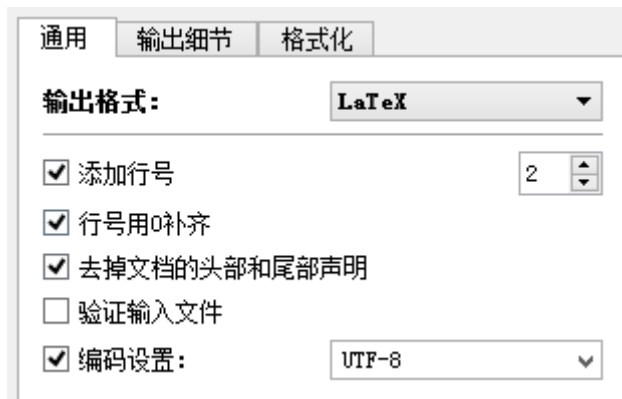 通用 输出细节 格式化
输出格式: LaTeX
添加行号 2
行号用0补齐
去掉文档的头部和尾部声明
验证输入文件
编码设置: UTF-8